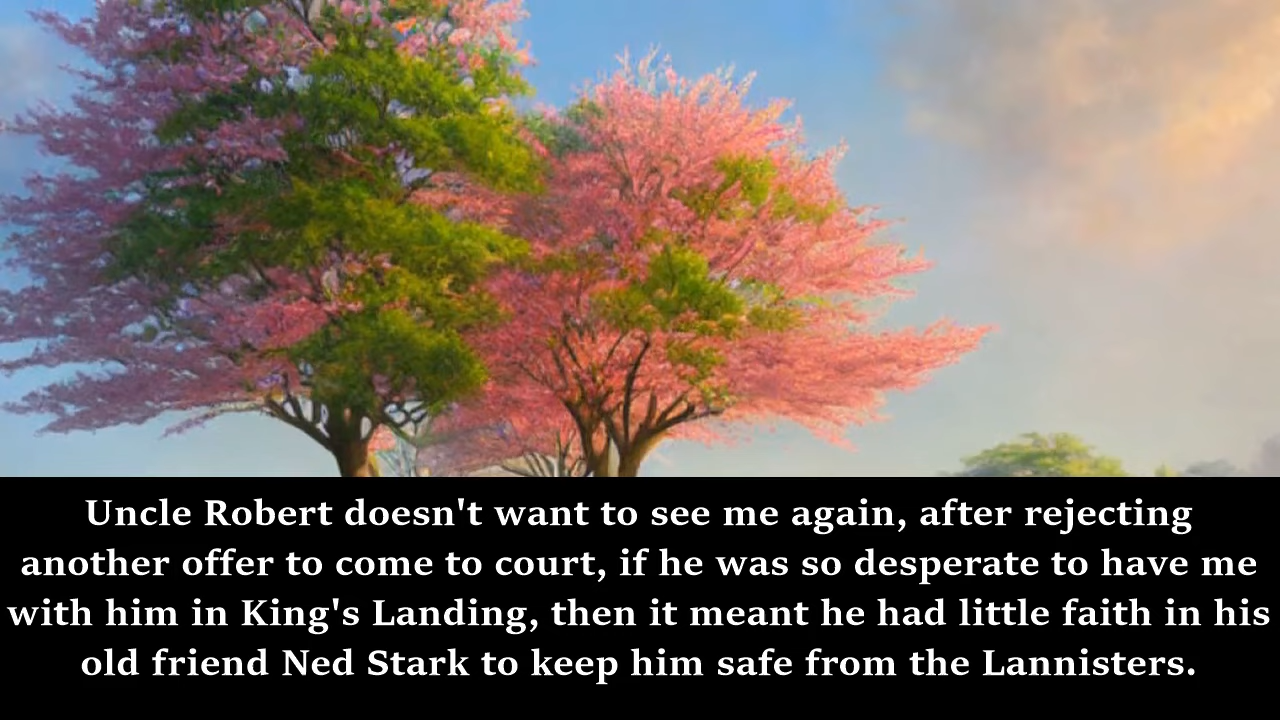 Uncle Robert doesn't want to see me again, after rejecting
another offer to come to court, if he was so desperate to have me
with him in King's Landing, then it meant he had little faith in his
old friend Ned Stark to keep him safe from the Lannisters.